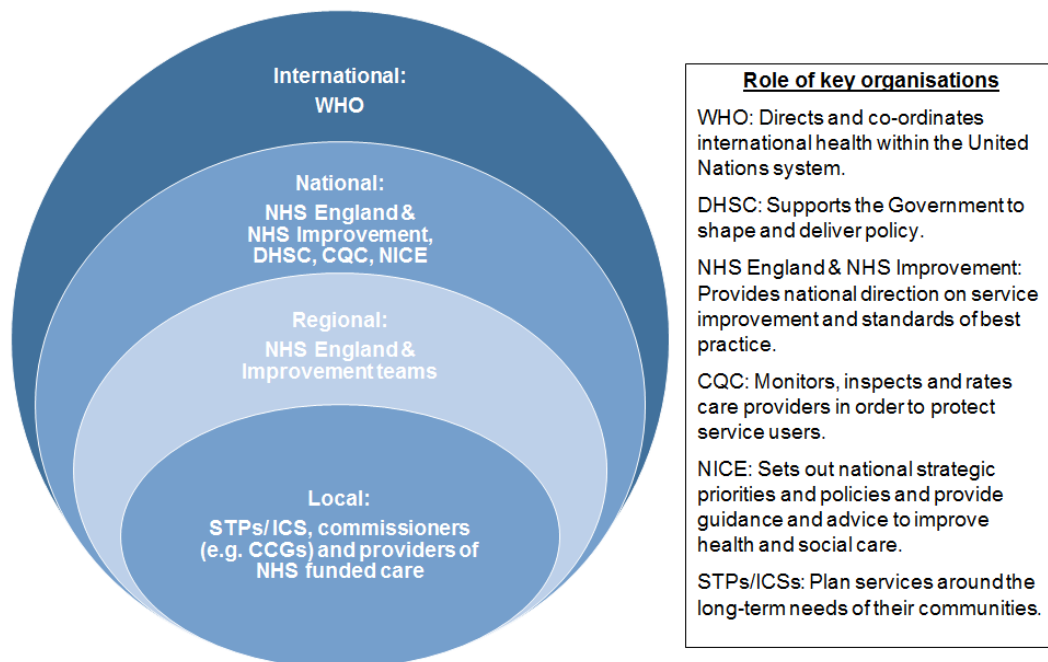 International:
WHO
National:
NHS England &
NHS Improvement,
DHSC, CQC, NICE
Regional:
NHS England &
Improvement teams
Local:
STPs/ ICS, commissioners
(e.g. CCGs) and providers of
NHS funded care
Role of key organisations
WHO: Directs and co-ordinates
international health within the United
Nations system.
DHSC: Supports the Government to
shape and deliver policy.
NHS England & NHS Improvement:
Provides national direction on service
improvement and standards of best
practice.
CQC: Monitors, inspects and rates
care providers in order to protect
service users.
NICE: Sets out national strategic
priorities and policies and provide
guidance and advice to improve
health and social care.
STPs/ICSs: Plan services around the
long-term needs of their communities.